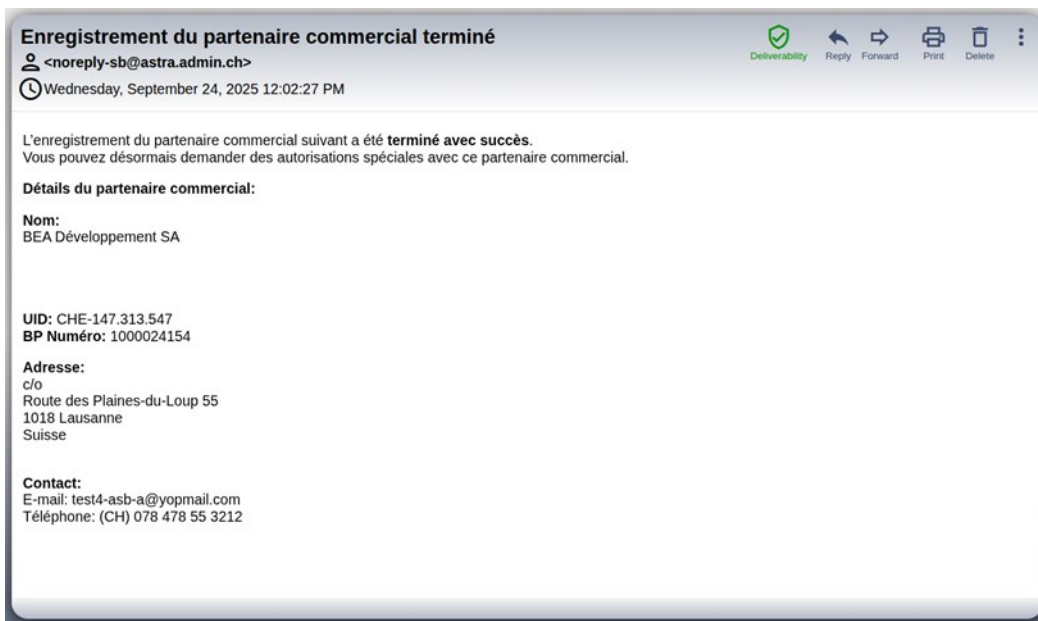 Enregistrement du partenaire commercial terminé
<noreply-sb@astra.admin.ch>
Wednesday, September 24, 2025 12:02:27 PM
Deliverability
Reply
Forward
Print
Delete
L'enregistrement du partenaire commercial suivant a été terminé avec succès.
Vous pouvez désormais demander des autorisations spéciales avec ce partenaire commercial.
Détails du partenaire commercial:
Nom:
BEA Développement SA
UID: CHE-147.313.547
BP Numéro: 1000024154
Adresse:
c/o
Route des Plaines-du-Loup 55
1018 Lausanne
Suisse
Contact:
E-mail: test4-asb-a@yopmail.com
Téléphone: (CH) 078 478 55 3212